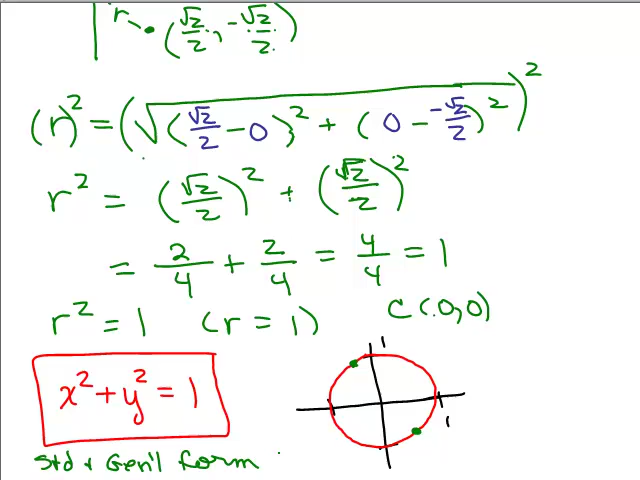 r (√2/2, -√2/2)
(r)² = (√((√2/2 - 0)² + (0 - -√2/2)²))²
r² = (√2/2)² + (√2/2)²
= 2/4 + 2/4 = 4/4 = 1
r² = 1 (r = 1) C(0,0)
1
x² + y² = 1
1
Std + Gen'l form